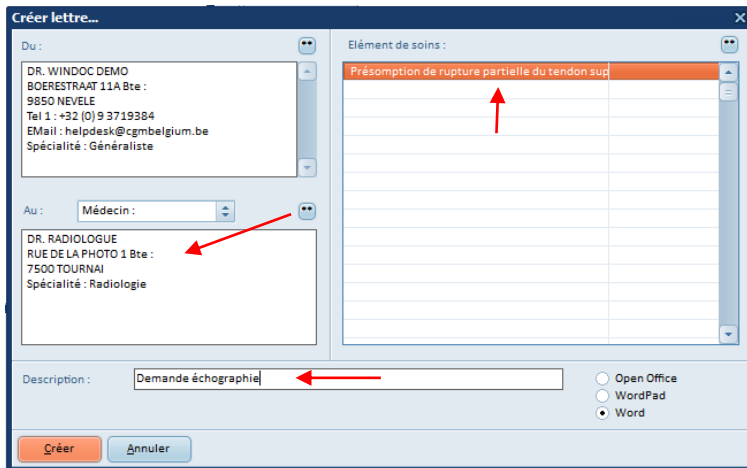 Créer lettre...
Du :
DR. WINDOC DEMO
BOERESTRAAT 11A Bte :
9850 NEVELE
Tel 1 : +32 (0) 9 3719384
EMail : helpdesk@cgmbelgium.be
Spécialité : Généraliste
Au :
Médecin :
DR. RADIOLOGUE
RUE DE LA PHOTO 1 Bte :
7500 TOURNAI
Spécialité : Radiologie
Elément de soins :
Présomption de rupture partielle du tendon sup
Description :
Demande échographie
Open Office
WordPad
Word
Créer
Annuler